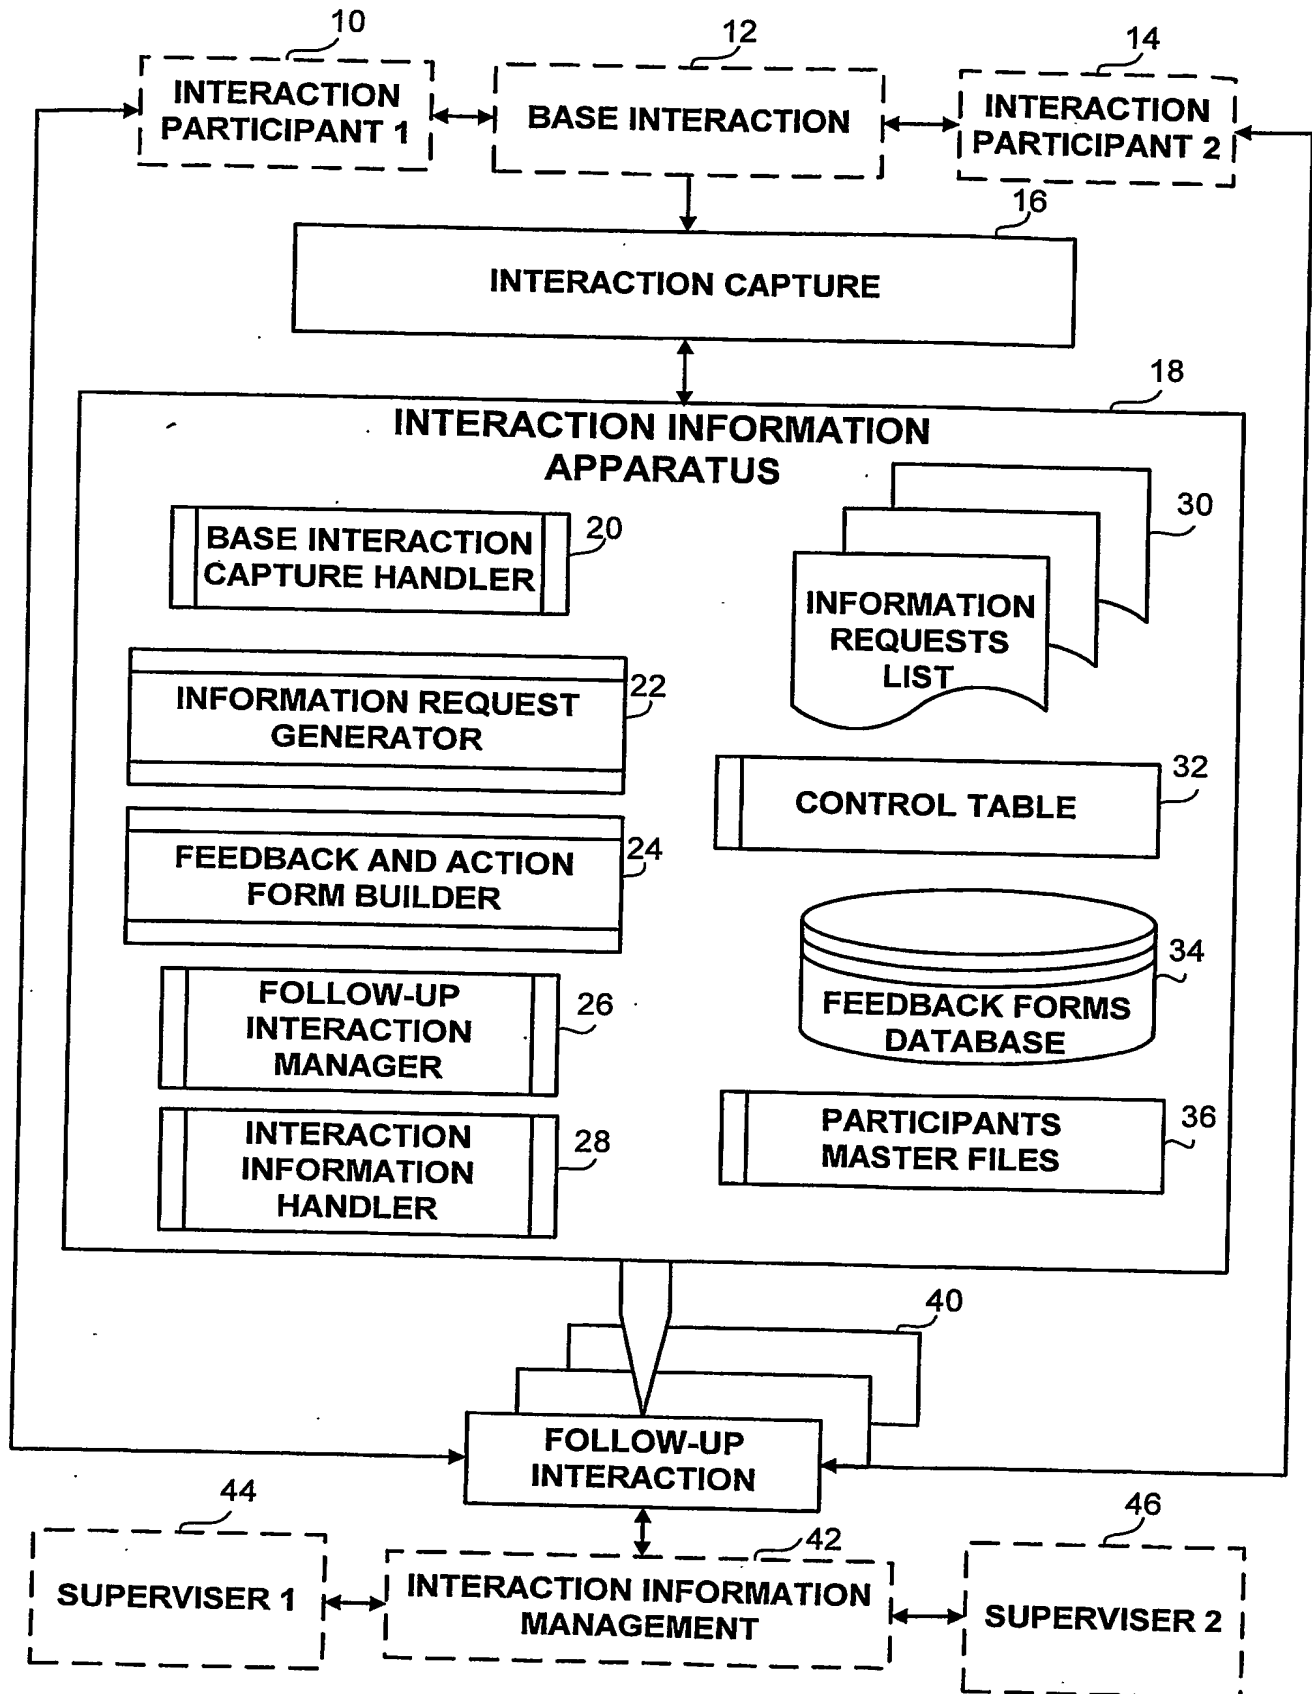 10
12
14
INTERACTION
PARTICIPANT 1
BASE INTERACTION
INTERACTION
PARTICIPANT 2
16
INTERACTION CAPTURE
18
INTERACTION INFORMATION
APPARATUS
BASE INTERACTION
CAPTURE HANDLER
20
30
INFORMATION
REQUESTS
LIST
INFORMATION REQUEST
GENERATOR
22
32
CONTROL TABLE
FEEDBACK AND ACTION
FORM BUILDER
24
34
FEEDBACK FORMS
DATABASE
FOLLOW-UP
INTERACTION
MANAGER
26
INTERACTION
INFORMATION
HANDLER
28
PARTICIPANTS
MASTER FILES
36
40
FOLLOW-UP
INTERACTION
44
42
46
SUPERVISER 1
INTERACTION INFORMATION
MANAGEMENT
SUPERVISER 2